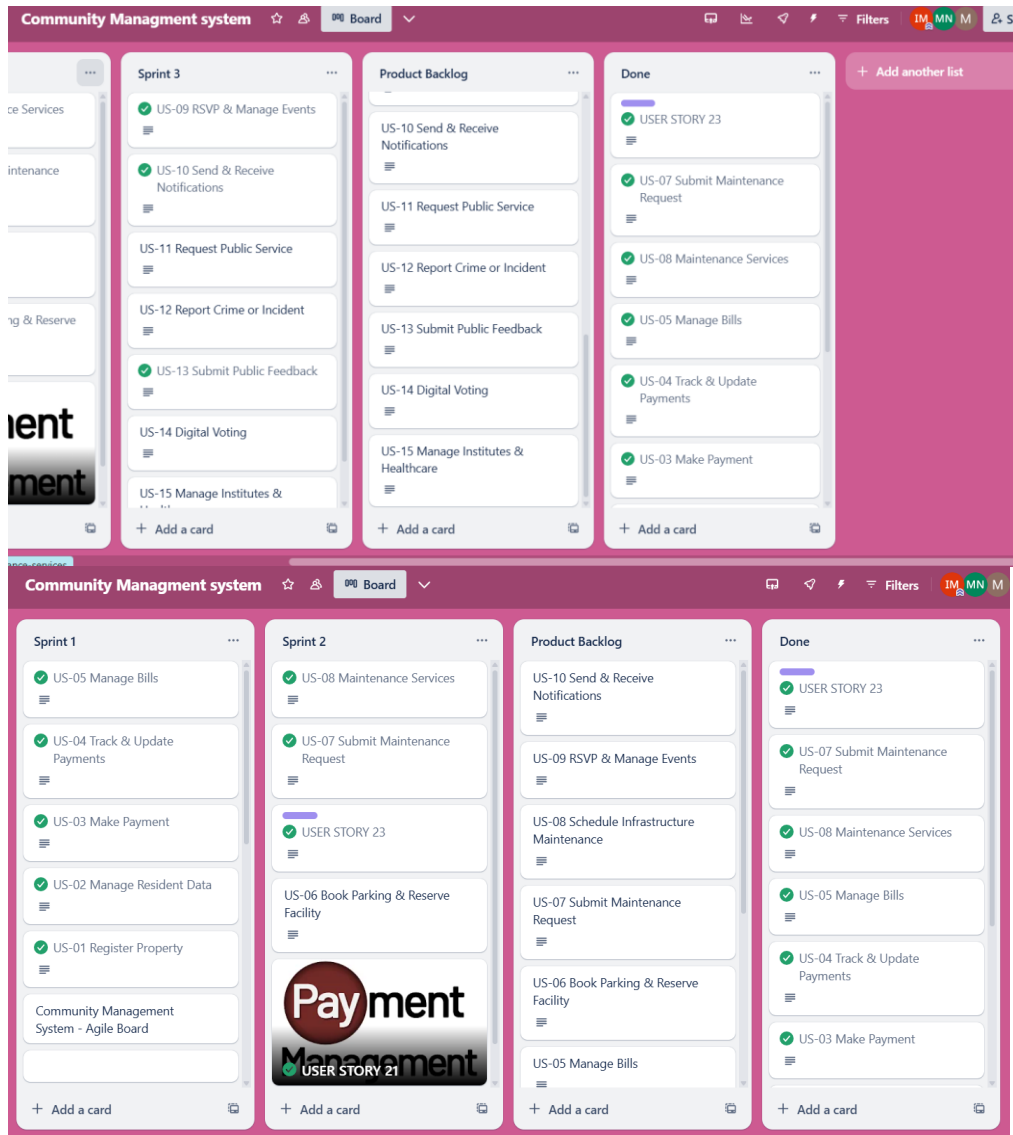 Community Managment system
Board
Filters
IM
MN
M
S
ce Services
intenance
ng & Reserve
ment
ment
Sprint 3
US-09 RSVP & Manage Events
US-10 Send & Receive
Notifications
US-11 Request Public Service
US-12 Report Crime or Incident
US-13 Submit Public Feedback
US-14 Digital Voting
US-15 Manage Institutes &
+ Add a card
Product Backlog
US-10 Send & Receive
Notifications
US-11 Request Public Service
US-12 Report Crime or Incident
US-13 Submit Public Feedback
US-14 Digital Voting
US-15 Manage Institutes &
Healthcare
+ Add a card
Done
USER STORY 23
US-07 Submit Maintenance
Request
US-08 Maintenance Services
US-05 Manage Bills
US-04 Track & Update
Payments
US-03 Make Payment
+ Add a card
+ Add another list
Community Managment system
Board
Filters
IM
MN
M
Sprint 1
US-05 Manage Bills
US-04 Track & Update
Payments
US-03 Make Payment
US-02 Manage Resident Data
US-01 Register Property
Community Management
System - Agile Board
+ Add a card
Sprint 2
US-08 Maintenance Services
US-07 Submit Maintenance
Request
USER STORY 23
US-06 Book Parking & Reserve
Facility
Payment
Management
USER STORY 21
+ Add a card
Product Backlog
US-10 Send & Receive
Notifications
US-09 RSVP & Manage Events
US-08 Schedule Infrastructure
Maintenance
US-07 Submit Maintenance
Request
US-06 Book Parking & Reserve
Facility
US-05 Manage Bills
+ Add a card
Done
USER STORY 23
US-07 Submit Maintenance
Request
US-08 Maintenance Services
US-05 Manage Bills
US-04 Track & Update
Payments
US-03 Make Payment
+ Add a card